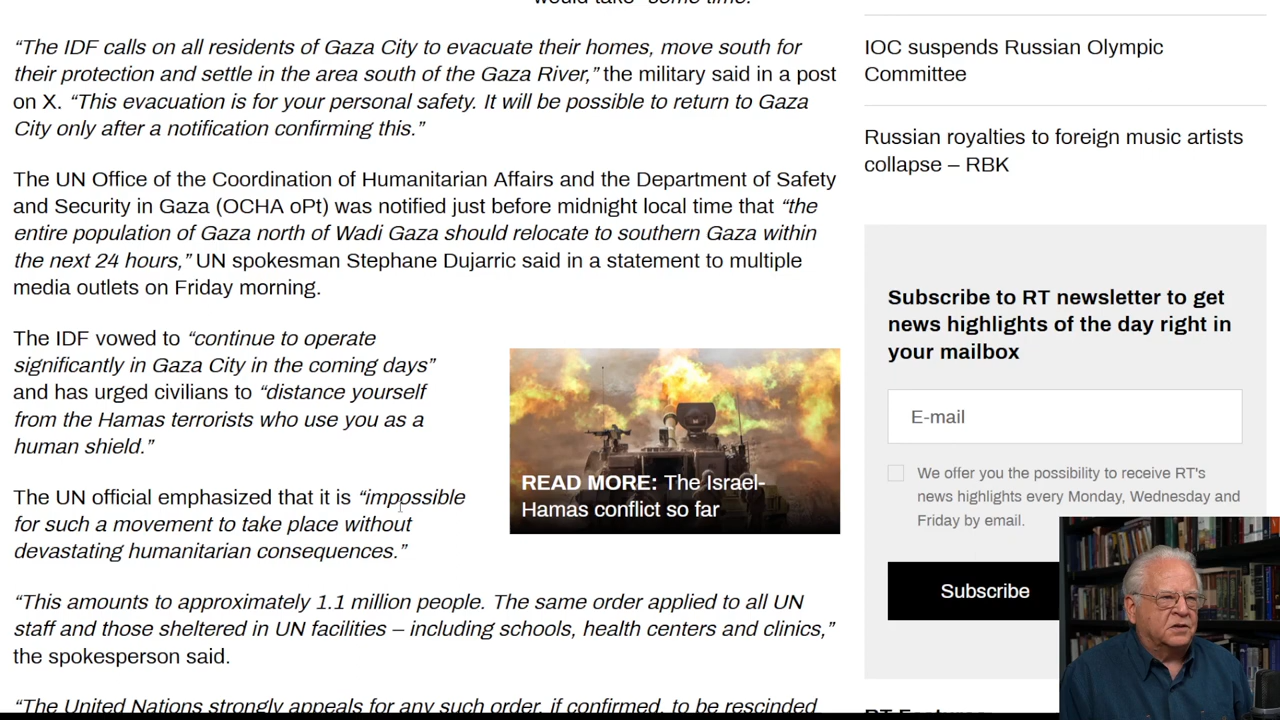 would take "some time."
"The IDF calls on all residents of Gaza City to evacuate their homes, move south for
their protection and settle in the area south of the Gaza River," the military said in a post
on X. "This evacuation is for your personal safety. It will be possible to return to Gaza
City only after a notification confirming this."
The UN Office of the Coordination of Humanitarian Affairs and the Department of Safety
and Security in Gaza (OCHA oPt) was notified just before midnight local time that "the
entire population of Gaza north of Wadi Gaza should relocate to southern Gaza within
the next 24 hours," UN spokesman Stephane Dujarric said in a statement to multiple
media outlets on Friday morning.
The IDF vowed to "continue to operate
significantly in Gaza City in the coming days"
and has urged civilians to "distance yourself
from the Hamas terrorists who use you as a
human shield."
READ MORE: The Israel-
Hamas conflict so far
The UN official emphasized that it is "impossible
for such a movement to take place without
devastating humanitarian consequences."
"This amounts to approximately 1.1 million people. The same order applied to all UN
staff and those sheltered in UN facilities – including schools, health centers and clinics,"
the spokesperson said.
"The United Nations strongly appeals for any such order, if confirmed, to be rescinded
IOC suspends Russian Olympic
Committee
Russian royalties to foreign music artists
collapse – RBK
Subscribe to RT newsletter to get
news highlights of the day right in
your mailbox
E-mail
We offer you the possibility to receive RT's
news highlights every Monday, Wednesday and
Friday by email.
Subscribe
RT Features: